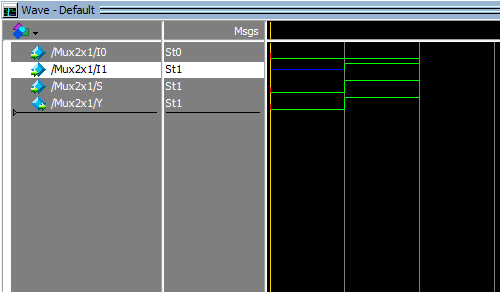 Wave - Default
Msgs
/Mux2x1/I0 St0
/Mux2x1/I1 St1
/Mux2x1/S St1
/Mux2x1/Y St1